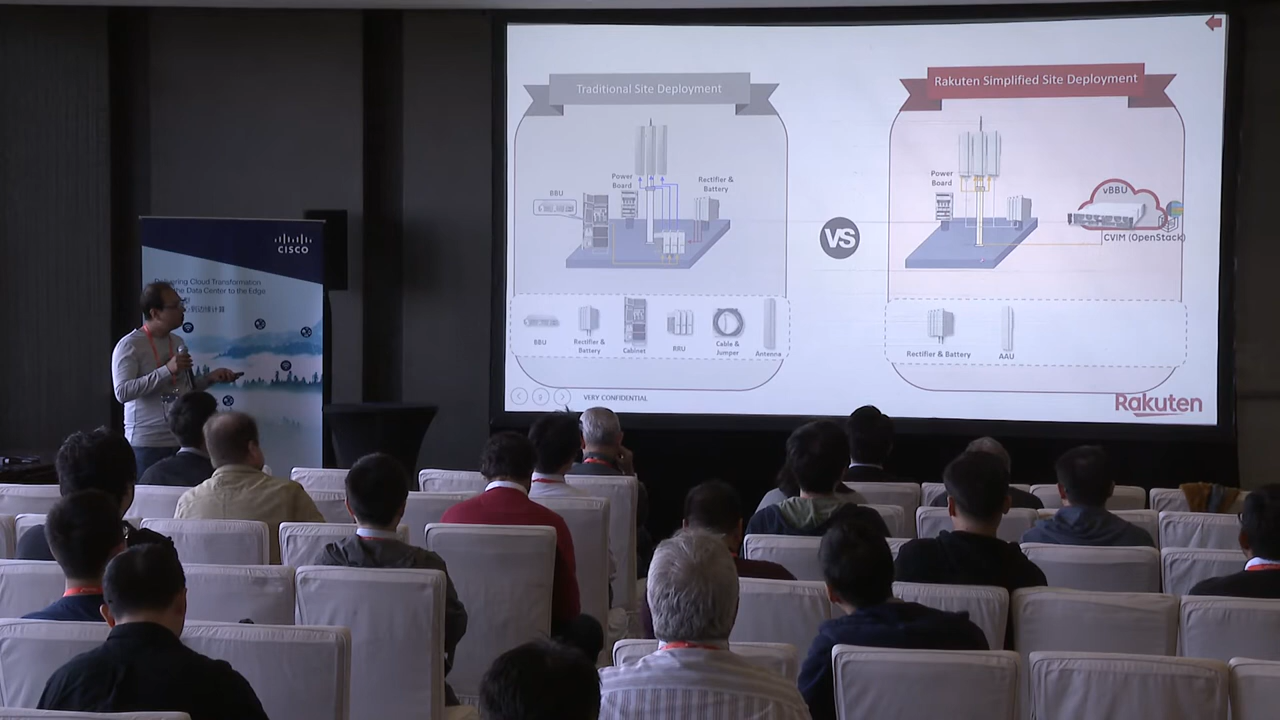 Traditional Site Deployment
BBU
Power
Board
Rectifier &
Battery
BBU
Rectifier &
Battery
Cabinet
RRU
Cable &
Jumper
Antenna
VERY CONFIDENTIAL
VS
Rakuten Simplified Site Deployment
Power
Board
vBBU
CVIM (OpenStack)
Rectifier & Battery
AAU
Rakuten
CISCO
Cloud Transformation
the Data Center to the Edge